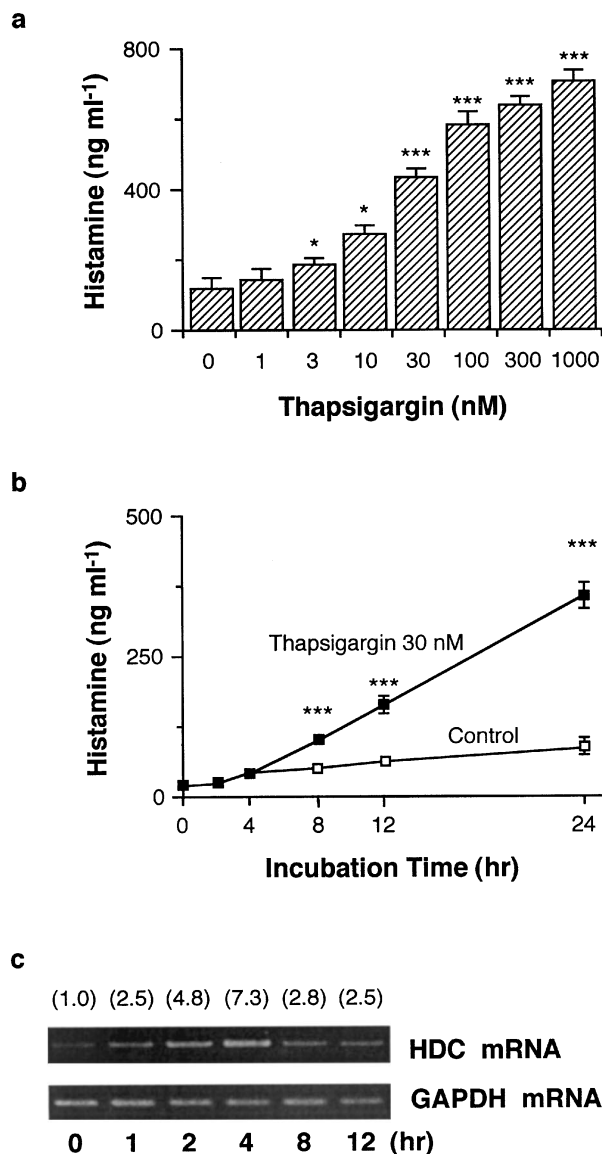 a
800
400
0
Histamine (ng ml-1)
*
*
***
***
***
***
0 1 3 10 30 100 300 1000
Thapsigargin (nM)
b
500
250
0
Histamine (ng ml-1)
Thapsigargin 30 nM
Control
***
***
***
0 4 8 12 24
Incubation Time (hr)
c
(1.0) (2.5) (4.8) (7.3) (2.8) (2.5)
HDC mRNA
GAPDH mRNA
0 1 2 4 8 12 (hr)